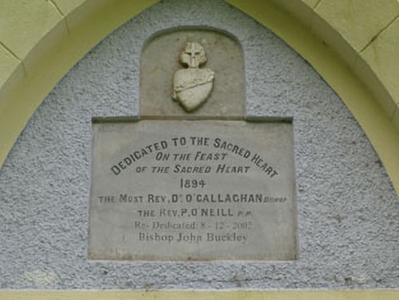 DEDICATED TO THE SACRED HEART
ON THE FEAST
OF THE SACRED HEART
1894
THE MOST REV, DR O'CALLAGHAN BISHOP
THE REV, P, O'NEILL P.P.
Re- Dedicated: 8 - 12 - 2002
Bishop John Buckley